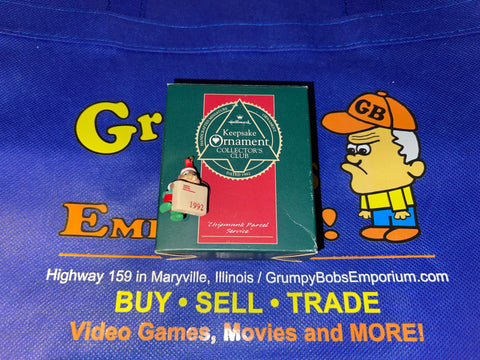 Gr
GB
Hallmark
Keepsake
Ornament
COLLECTOR'S
CLUB
1992
"Chipmunk Parcel
Service"
EM
!
Highway 159 in Maryville, Illinois / GrumpyBobsEmporium.com
BUY • SELL • TRADE
Video Games, Movies and MORE!